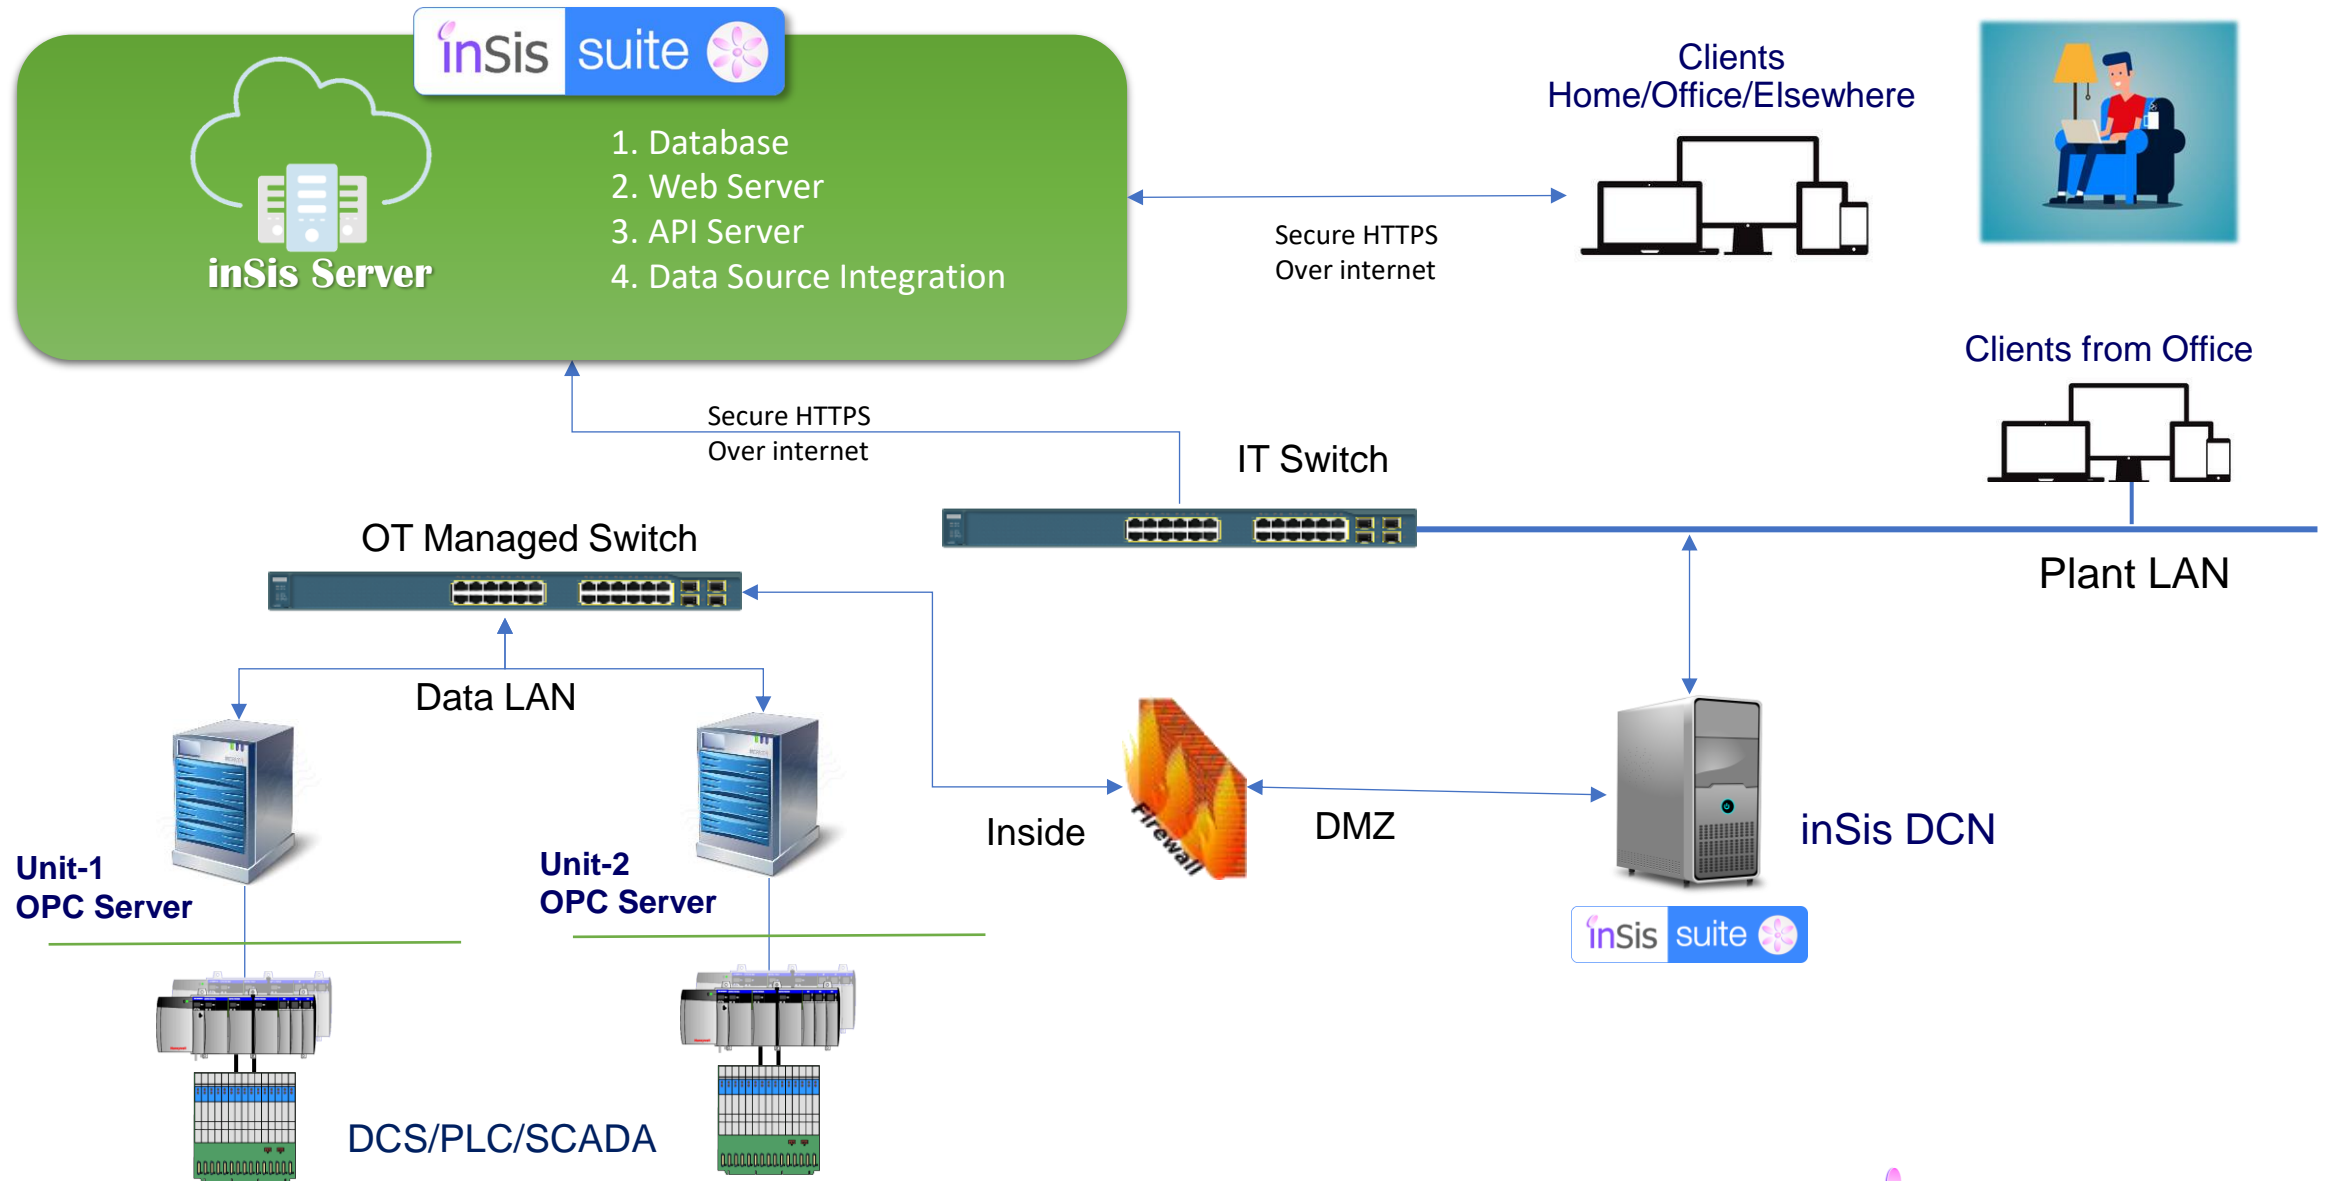 inSis suite
Clients
Home/Office/Elsewhere
1. Database
2. Web Server
3. API Server
4. Data Source Integration
inSis Server
Secure HTTPS
Over internet
Clients from Office
Secure HTTPS
Over internet
IT Switch
OT Managed Switch
Plant LAN
Data LAN
Firewall
Inside
DMZ
inSis DCN
Unit-1
OPC Server
Unit-2
OPC Server
inSis suite
DCS/PLC/SCADA